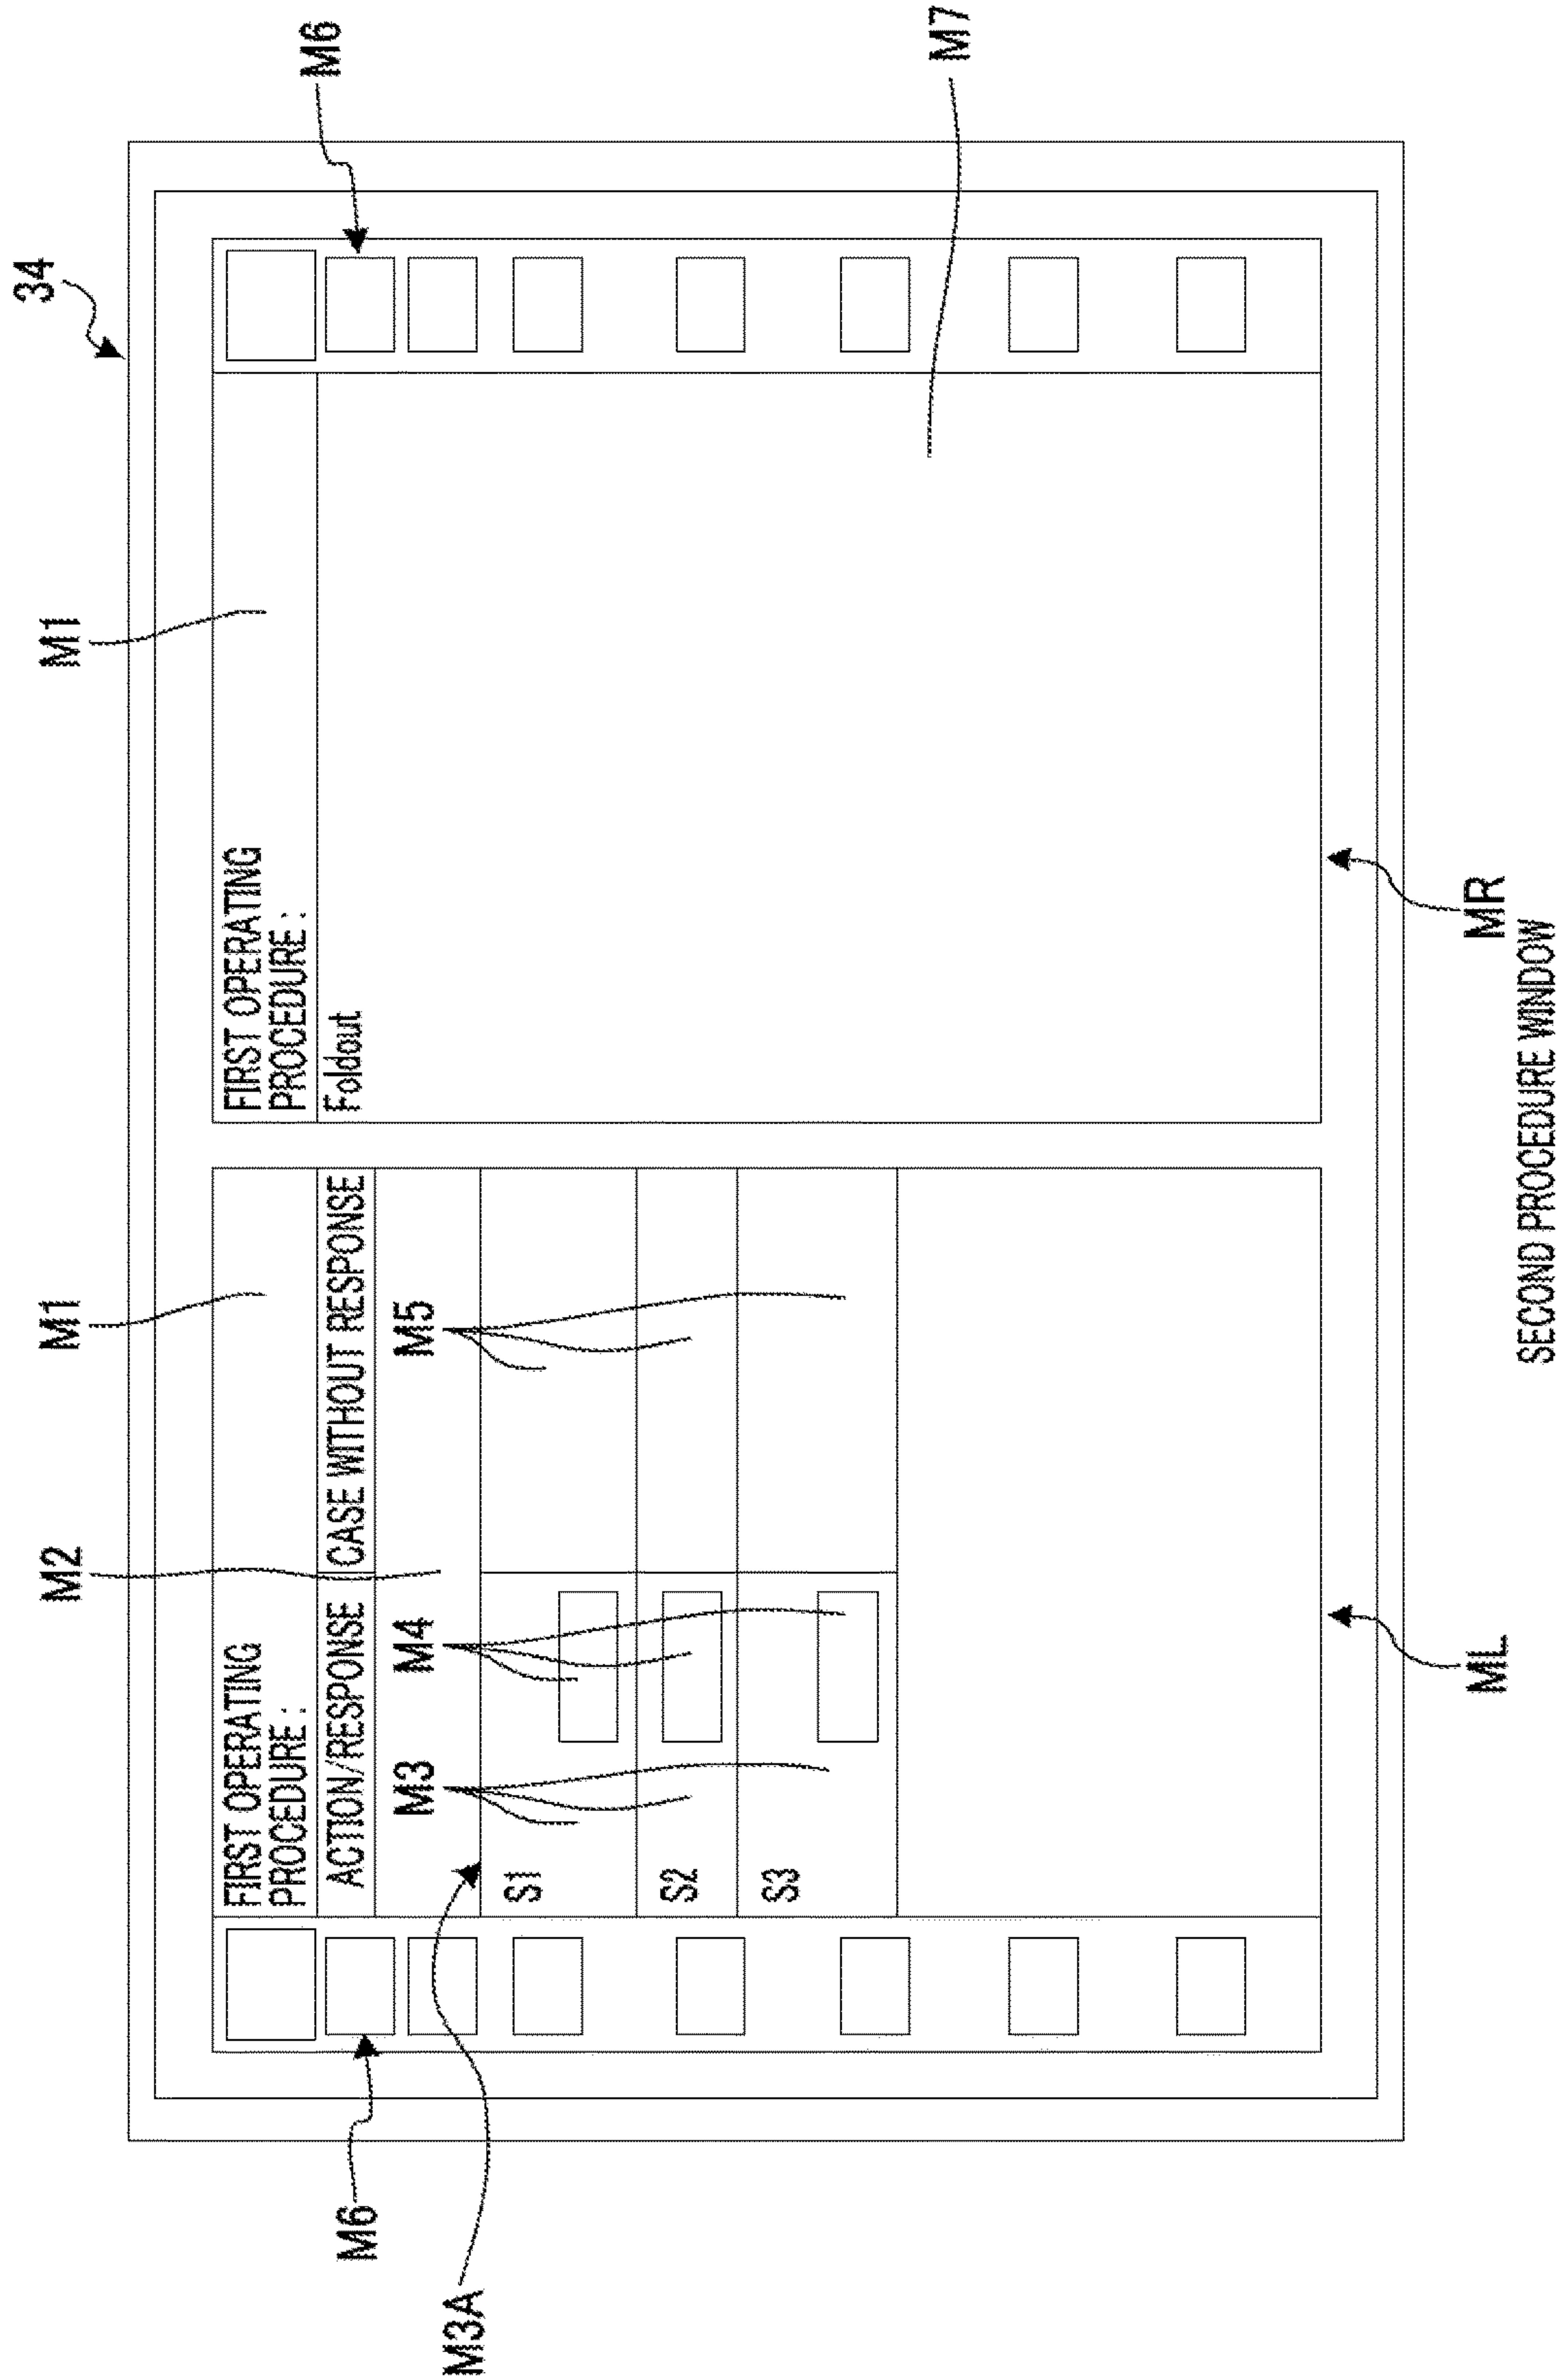 34
M1
M2
M1
M6
M6
FIRST OPERATING
PROCEDURE :
ACTION/RESPONSE
CASE WITHOUT RESPONSE
M3
M4
M5
M3A
S1
S2
S3
FIRST OPERATING
PROCEDURE :
Foldout
M7
ML
MR
SECOND PROCEDURE WINDOW